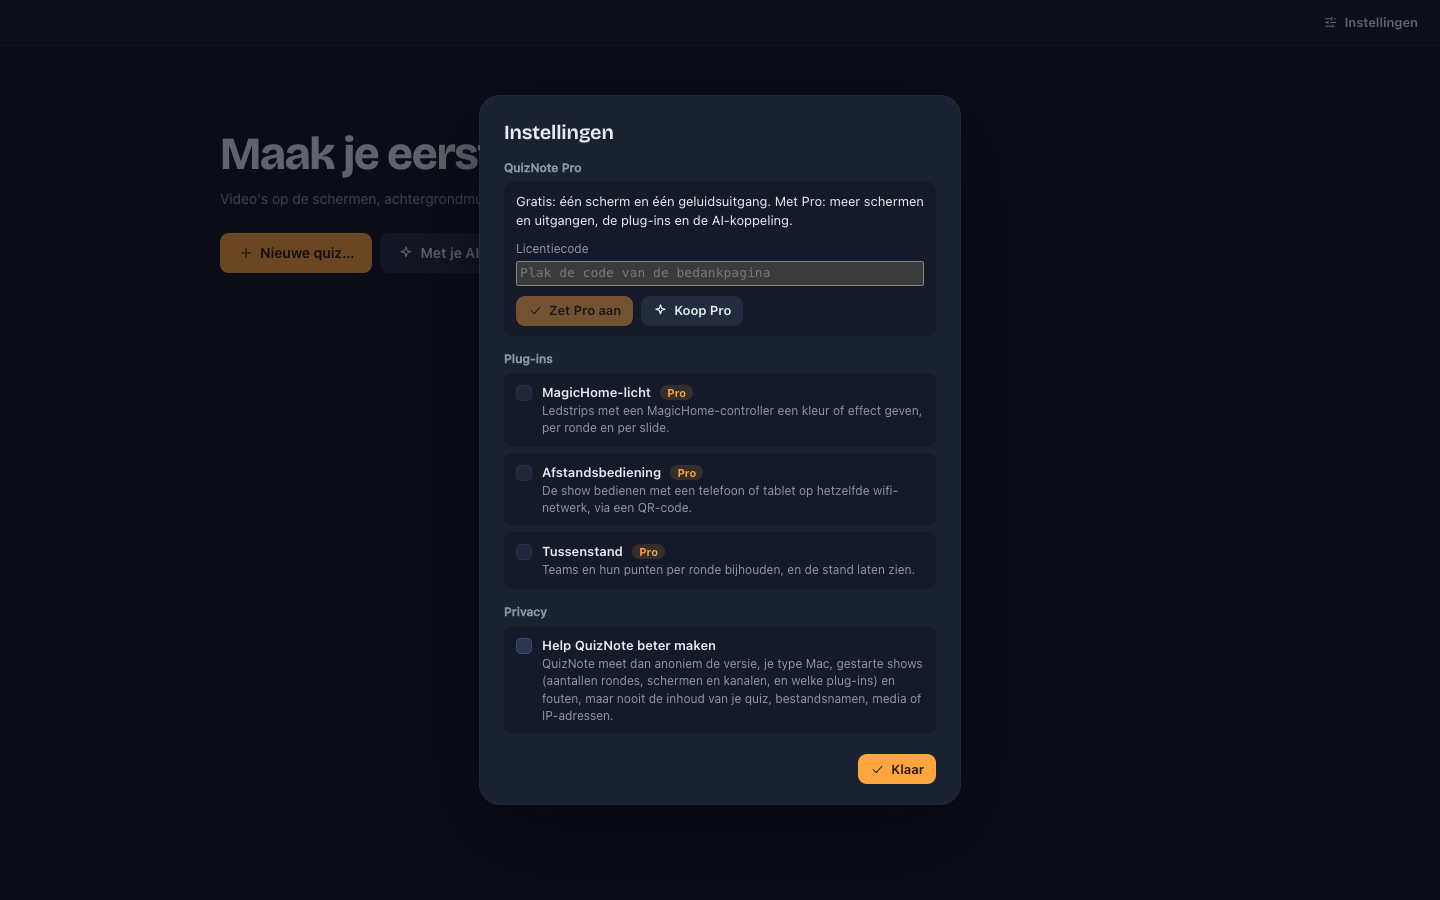 Instellingen
Maak je eerst
Video's op de schermen, achtergrondmu
Nieuwe quiz...
Met je AI
Instellingen
QuizNote Pro
Gratis: één scherm en één geluidsuitgang. Met Pro: meer schermen
en uitgangen, de plug-ins en de AI-koppeling.
Licentiecode
Plak de code van de bedankpagina
Zet Pro aan
Koop Pro
Plug-ins
MagicHome-licht Pro
Ledstrips met een MagicHome-controller een kleur of effect geven,
per ronde en per slide.
Afstandsbediening Pro
De show bedienen met een telefoon of tablet op hetzelfde wifi-
netwerk, via een QR-code.
Tussenstand Pro
Teams en hun punten per ronde bijhouden, en de stand laten zien.
Privacy
Help QuizNote beter maken
QuizNote meet dan anoniem de versie, je type Mac, gestarte shows
(aantallen rondes, schermen en kanalen, en welke plug-ins) en
fouten, maar nooit de inhoud van je quiz, bestandsnamen, media of
IP-adressen.
Klaar